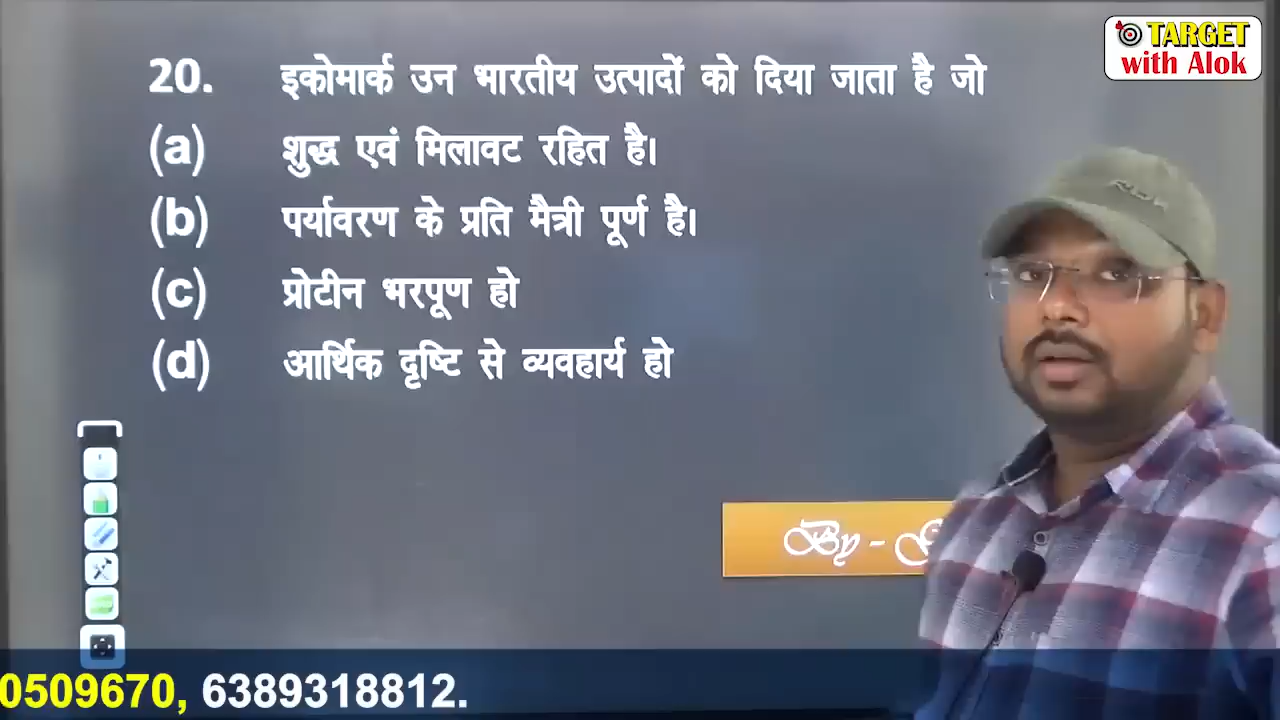 TARGET
with Alok
20. इकोमार्क उन भारतीय उत्पादों को दिया जाता है जो
(a) शुद्ध एवं मिलावट रहित है।
(b) पर्यावरण के प्रति मैत्री पूर्ण है।
(c) प्रोटीन भरपूण हो
(d) आर्थिक दृष्टि से व्यवहार्य हो
By -
0509670, 6389318812.